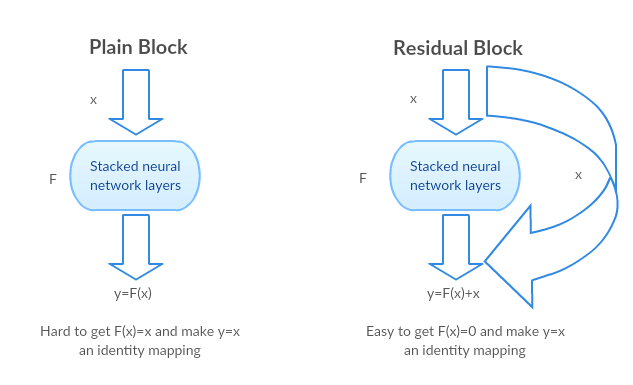 Plain Block
x
F
Stacked neural
network layers
y=F(x)
Hard to get F(x)=x and make y=x
an identity mapping
Residual Block
x
F
Stacked neural
network layers
x
y=F(x)+x
Easy to get F(x)=0 and make y=x
an identity mapping